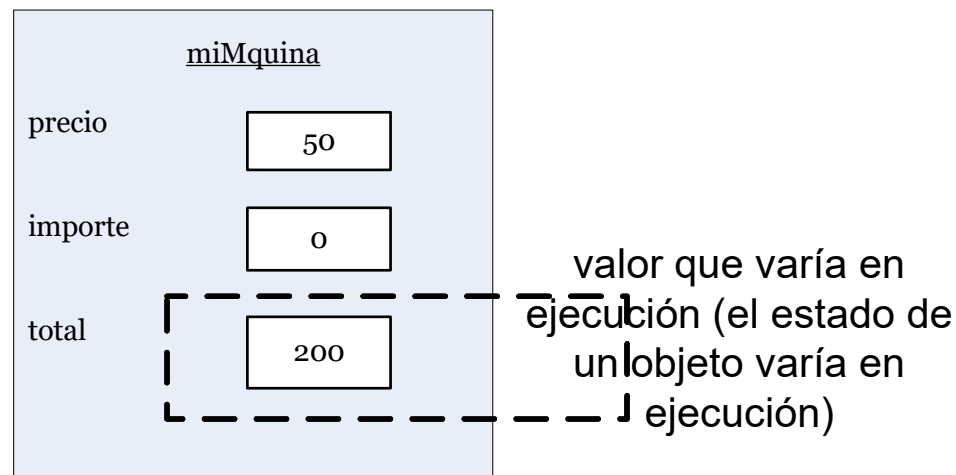 miMquina
precio
50
importe
0
total
200
valor que varía en
ejecución (el estado de
un objeto varía en
ejecución)